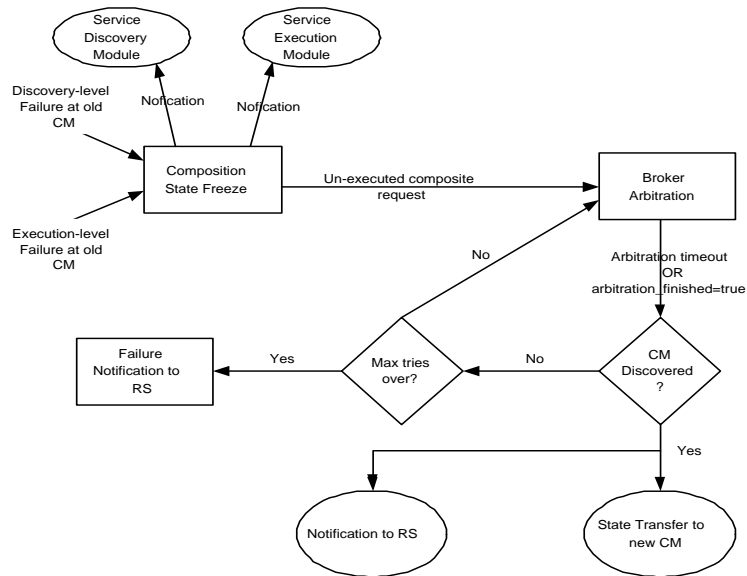 Service
Discovery
Module
Service
Execution
Module
Discovery-level
Failure at old
CM
Nofication
Nofication
Composition
State Freeze
Un-executed composite
request
Broker
Arbitration
Execution-level
Failure at old
CM
No
Arbitration timeout
OR
arbitration_finished=true
Failure
Notification to
RS
Yes
Max tries
over?
No
CM
Discovered
?
Yes
Notification to RS
State Transfer to
new CM